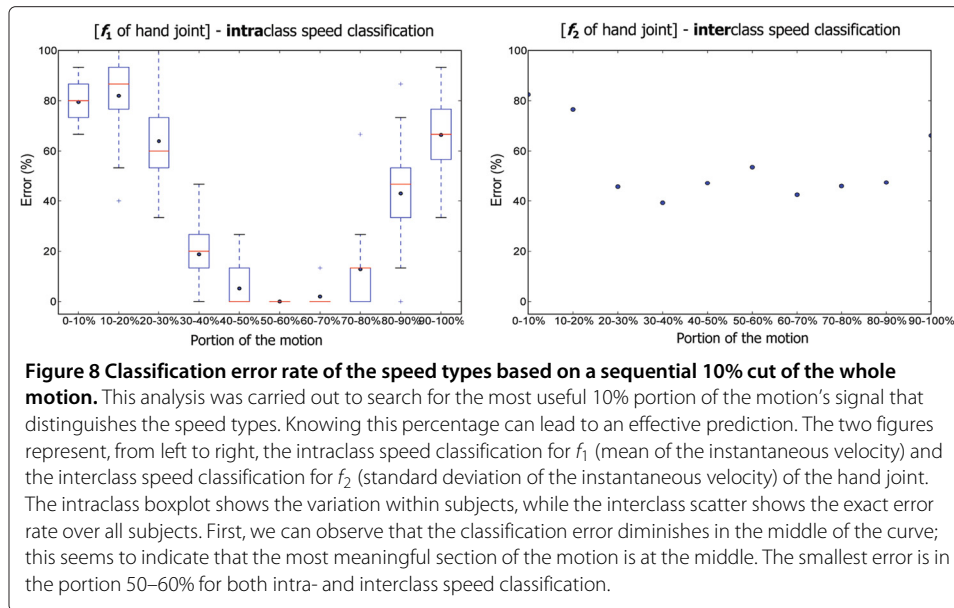 [f1 of hand joint] - intraclass speed classification
100
80
60
40
20
0
Error (%)
0-10% 10-20% 20-30% 30-40% 40-50% 50-60% 60-70% 70-80% 80-90% 90-100%
Portion of the motion
[f2 of hand joint] - interclass speed classification
100
80
60
40
20
0
Error (%)
0-10% 10-20% 20-30% 30-40% 40-50% 50-60% 60-70% 70-80% 80-90% 90-100%
Portion of the motion
Figure 8 Classification error rate of the speed types based on a sequential 10% cut of the whole
motion. This analysis was carried out to search for the most useful 10% portion of the motion's signal that
distinguishes the speed types. Knowing this percentage can lead to an effective prediction. The two figures
represent, from left to right, the intraclass speed classification for f1 (mean of the instantaneous velocity) and
the interclass speed classification for f2 (standard deviation of the instantaneous velocity) of the hand joint.
The intraclass boxplot shows the variation within subjects, while the interclass scatter shows the exact error
rate over all subjects. First, we can observe that the classification error diminishes in the middle of the curve;
this seems to indicate that the most meaningful section of the motion is at the middle. The smallest error is in
the portion 50–60% for both intra- and interclass speed classification.